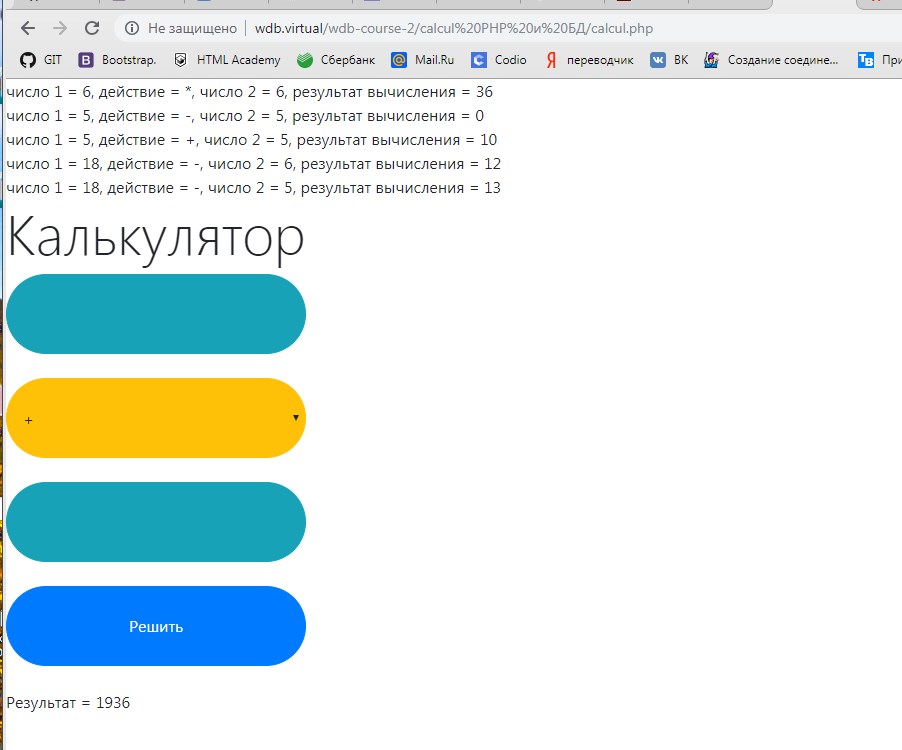 Не защищено | wdb.virtual/wdb-course-2/calcul%20PHP%20и%20БД/calcul.php
GIT Bootstrap. HTML Academy Сбербанк Mail.Ru Codio переводчик ВК Создание соедине... При
число 1 = 6, действие = *, число 2 = 6, результат вычисления = 36
число 1 = 5, действие = -, число 2 = 5, результат вычисления = 0
число 1 = 5, действие = +, число 2 = 5, результат вычисления = 10
число 1 = 18, действие = -, число 2 = 6, результат вычисления = 12
число 1 = 18, действие = -, число 2 = 5, результат вычисления = 13
Калькулятор
+
Решить
Результат = 1936